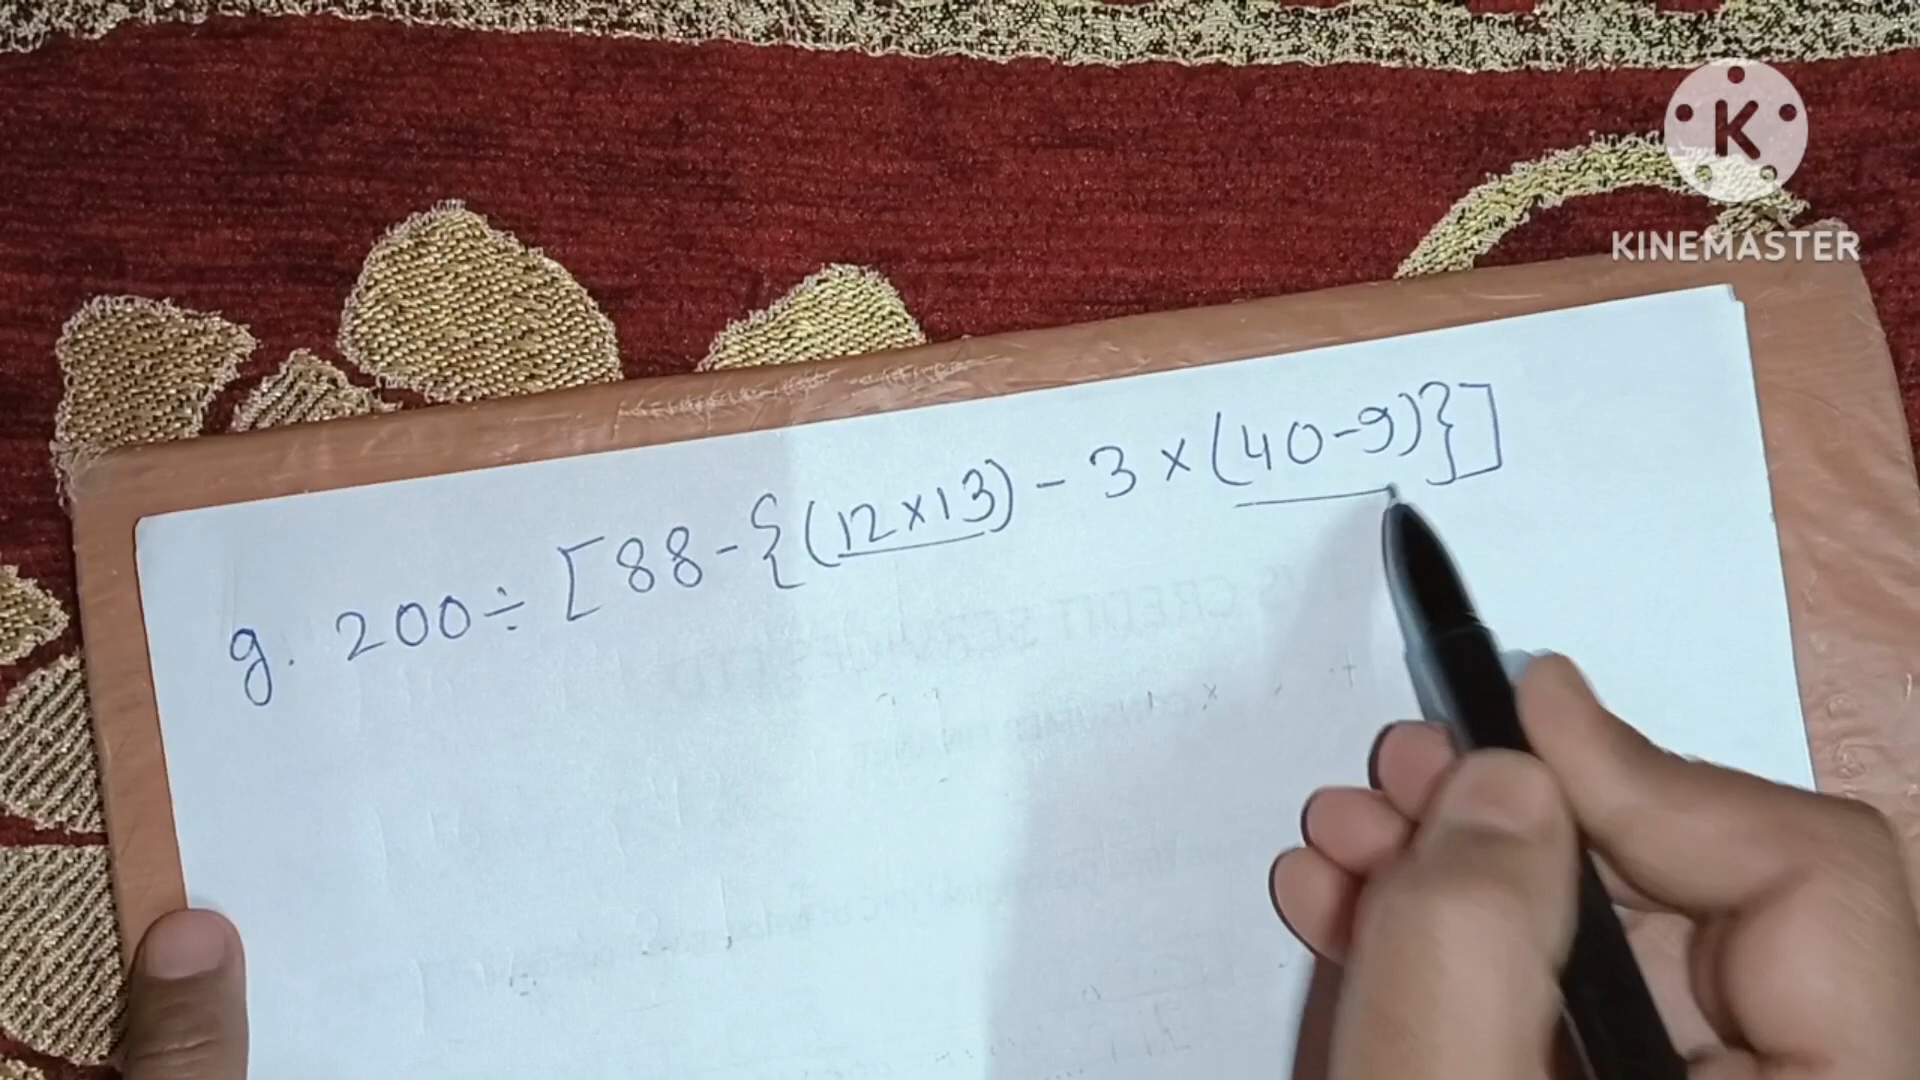 K
KINEMASTER
g. 200 ÷ [88-{(12×13) - 3 × (40-9)}]